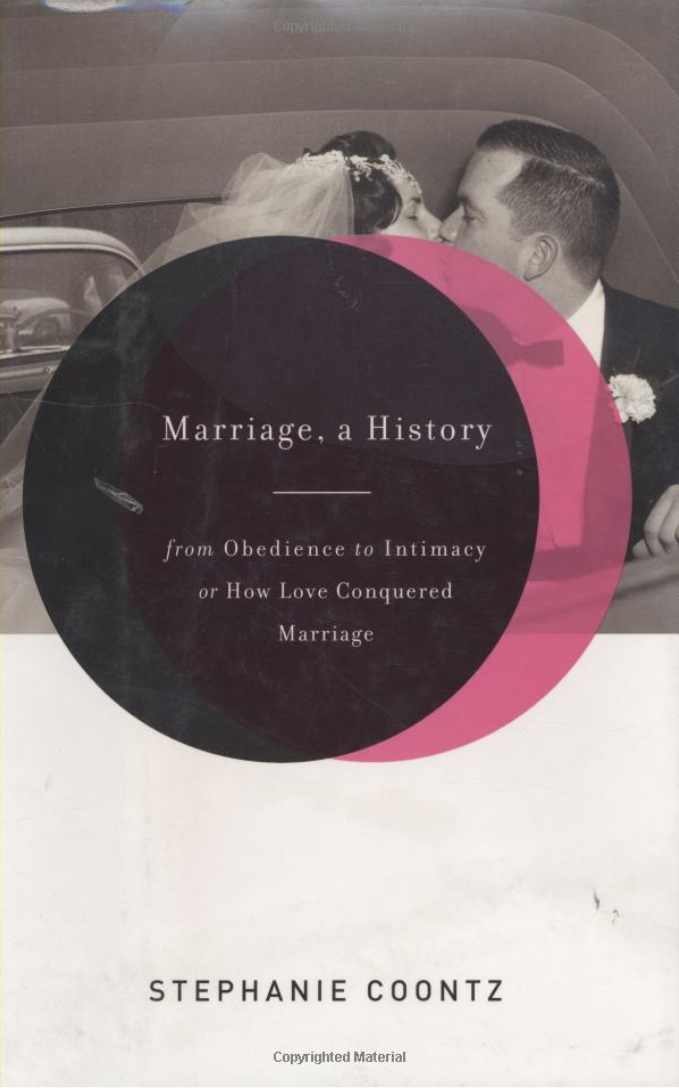 Copyrighted Material
Marriage, a History
from Obedience to Intimacy
or How Love Conquered
Marriage
STEPHANIE COONTZ
Copyrighted Material